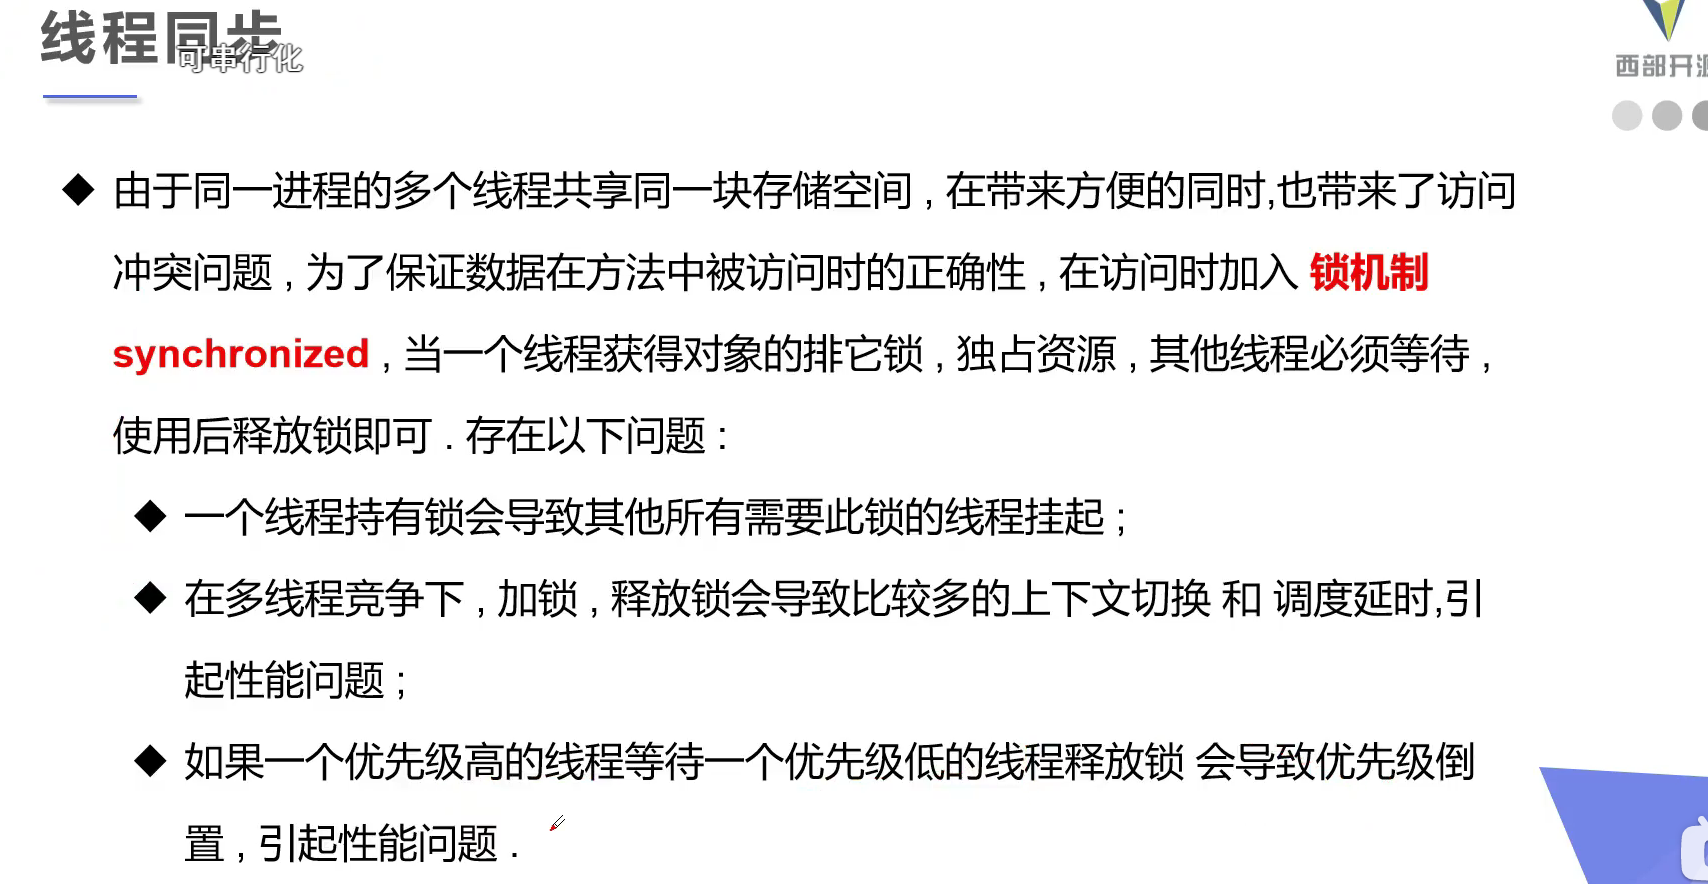 线程同步
可串行化
西部开源
由于同一进程的多个线程共享同一块存储空间 , 在带来方便的同时,也带来了访问
冲突问题 , 为了保证数据在方法中被访问时的正确性 , 在访问时加入 锁机制
synchronized , 当一个线程获得对象的排它锁 , 独占资源 , 其他线程必须等待 ,
使用后释放锁即可 . 存在以下问题 :
一个线程持有锁会导致其他所有需要此锁的线程挂起 ;
在多线程竞争下 , 加锁 , 释放锁会导致比较多的上下文切换 和 调度延时,引
起性能问题 ;
如果一个优先级高的线程等待一个优先级低的线程释放锁 会导致优先级倒
置 , 引起性能问题 .